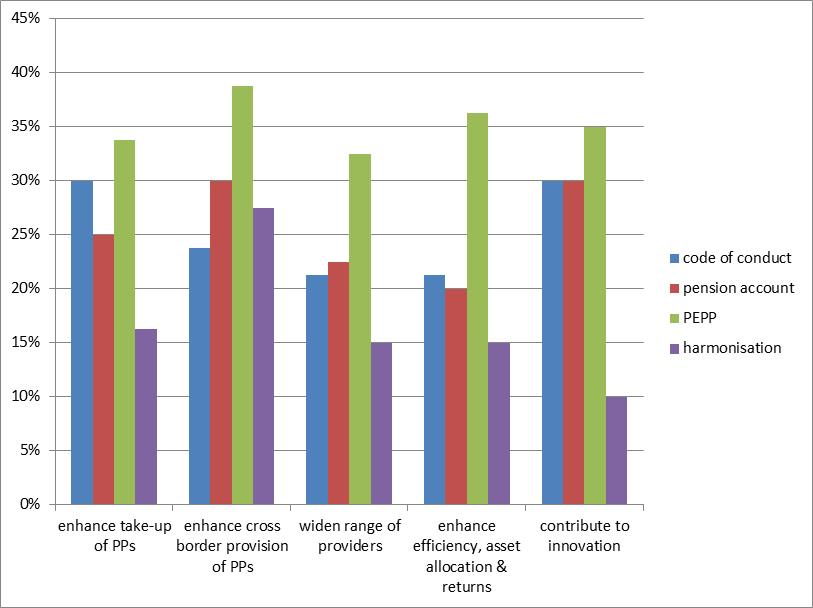 45%
40%
35%
30%
25%
20%
15%
10%
5%
0%
enhance take-up
of PPs
enhance cross
border provision
of PPs
widen range of
providers
enhance
efficiency, asset
allocation &
returns
contribute to
innovation
code of conduct
pension account
PEPP
harmonisation